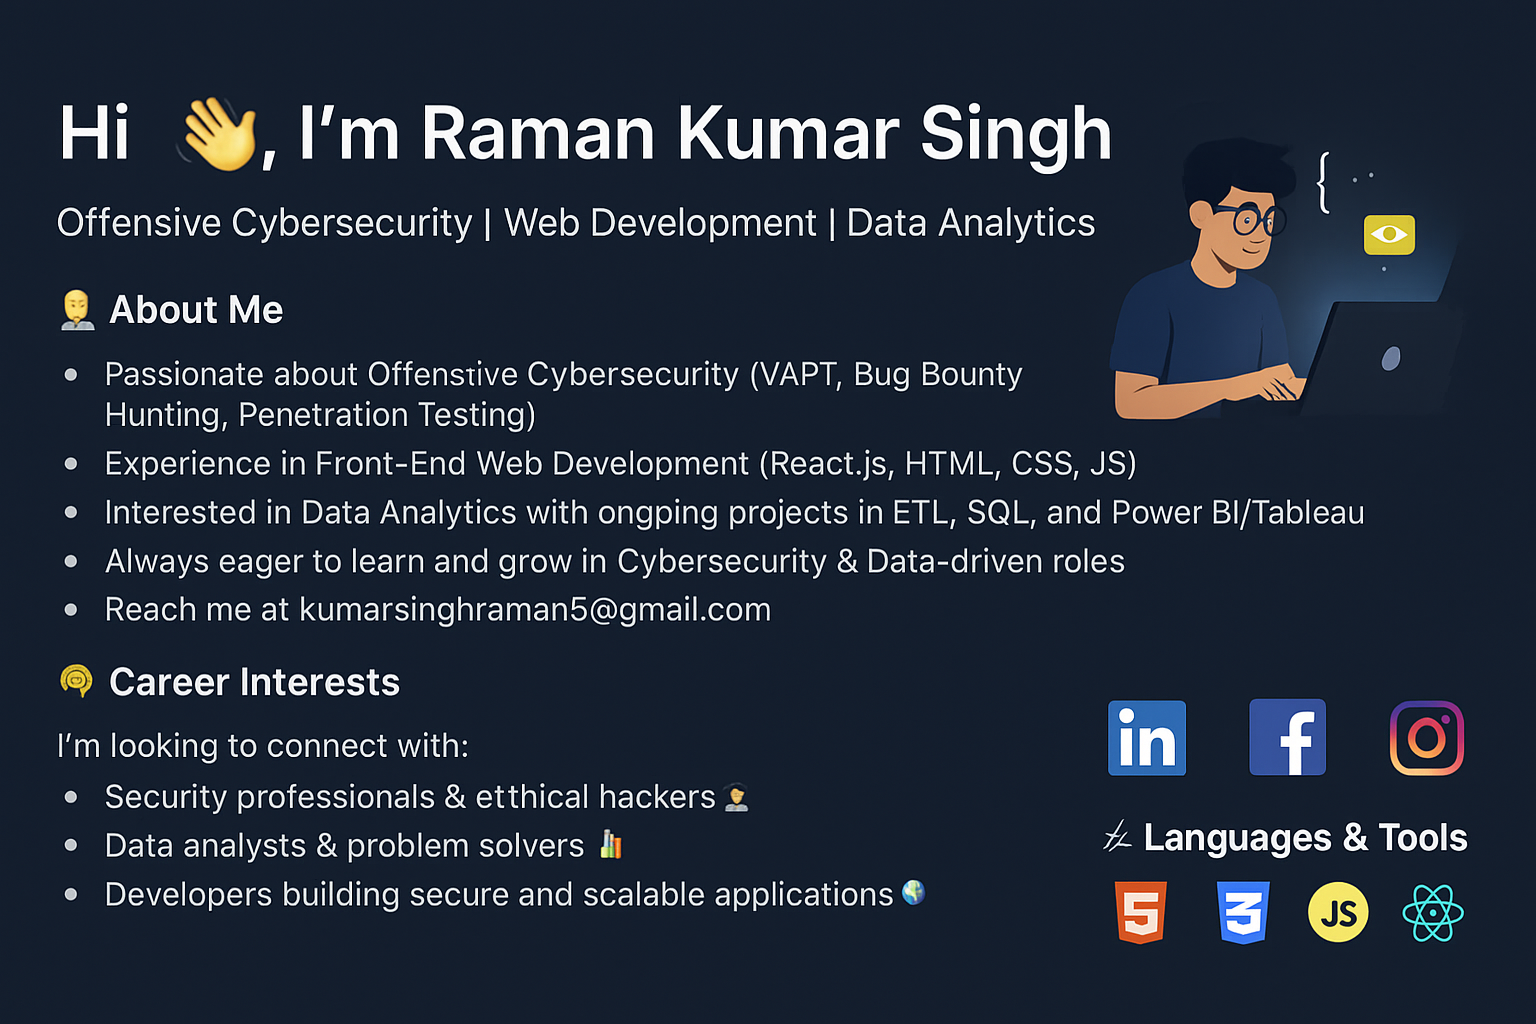 Hi 👋, I’m Raman Kumar Singh
Offensive Cybersecurity | Web Development | Data Analytics
About Me
• Passionate about Offenstive Cybersecurity (VAPT, Bug Bounty
Hunting, Penetration Testing)
• Experience in Front-End Web Development (React.js, HTML, CSS, JS)
• Interested in Data Analytics with ongping projects in ETL, SQL, and Power BI/Tableau
• Always eager to learn and grow in Cybersecurity & Data-driven roles
• Reach me at kumarsinghraman5@gmail.com
Career Interests
I’m looking to connect with:
• Security professionals & etthical hackers
• Data analysts & problem solvers
• Developers building secure and scalable applications
{
in
f
Languages & Tools
5
3
JS